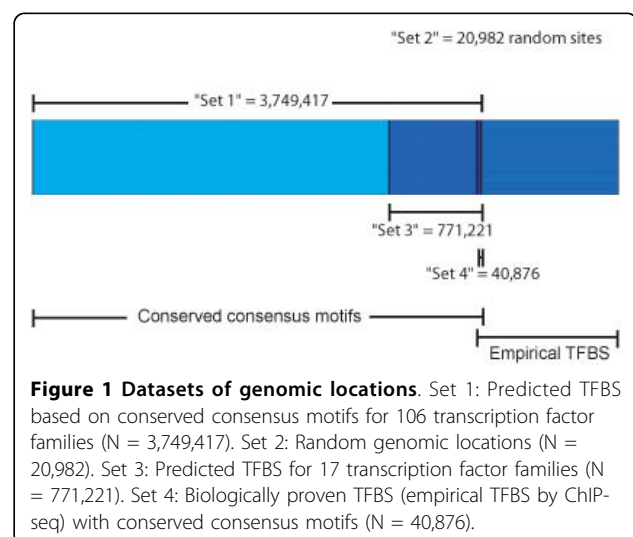 "Set 2" = 20,982 random sites
"Set 1" = 3,749,417
"Set 3" = 771,221
"Set 4" = 40,876
Conserved consensus motifs
Empirical TFBS
Figure 1 Datasets of genomic locations. Set 1: Predicted TFBS
based on conserved consensus motifs for 106 transcription factor
families (N = 3,749,417). Set 2: Random genomic locations (N =
20,982). Set 3: Predicted TFBS for 17 transcription factor families (N
= 771,221). Set 4: Biologically proven TFBS (empirical TFBS by ChIP-
seq) with conserved consensus motifs (N = 40,876).